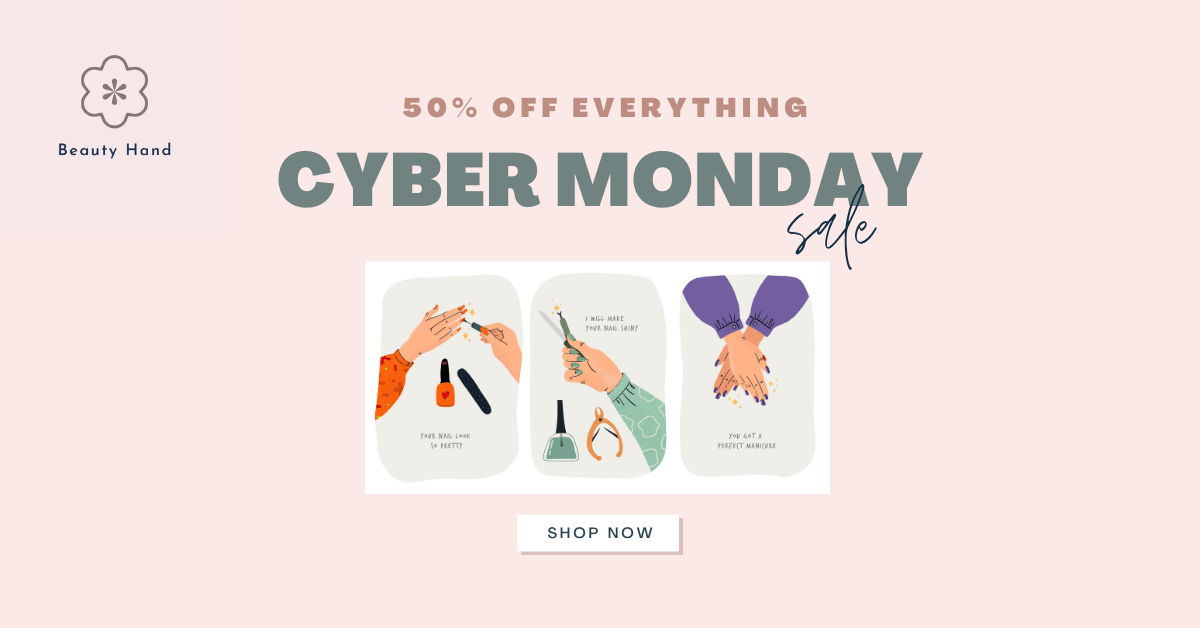 Beauty Hand
50% OFF EVERYTHING
CYBER MONDAY
sale
YOUR NAIL LOOK
SO PRETTY
I WILL MAKE
YOUR NAIL SHINY
YOU GOT A
PERFECT MANICURE
SHOP NOW